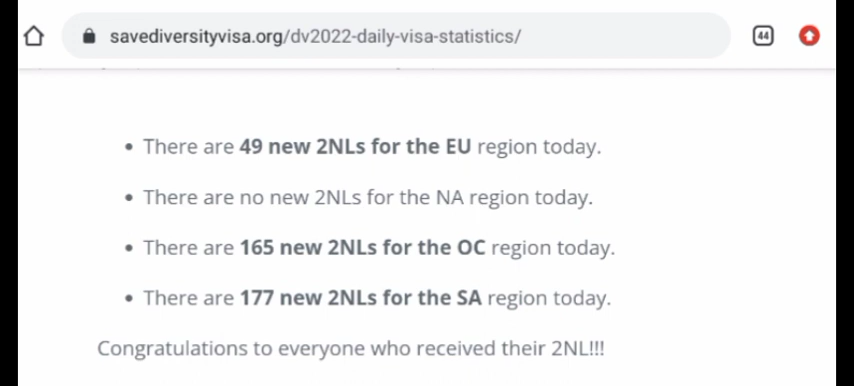 savediversityvisa.org/dv2022-daily-visa-statistics/
44
• There are 49 new 2NLs for the EU region today.
• There are no new 2NLs for the NA region today.
• There are 165 new 2NLs for the OC region today.
• There are 177 new 2NLs for the SA region today.
Congratulations to everyone who received their 2NL!!!